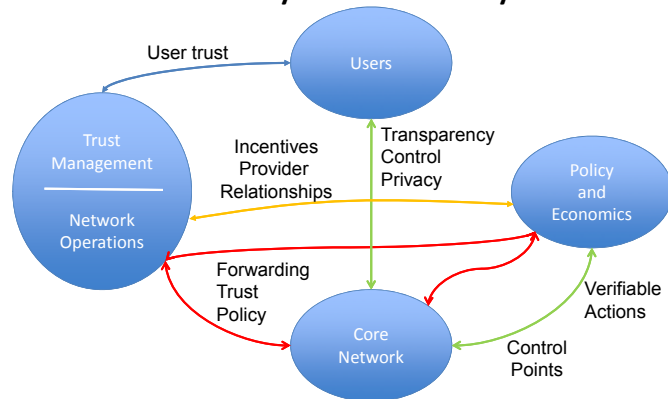 User trust
Users
Trust
Management
Network
Operations
Incentives
Provider
Relationships
Transparency
Control
Privacy
Policy
and
Economics
Forwarding
Trust
Policy
Core
Network
Verifiable
Actions
Control
Points